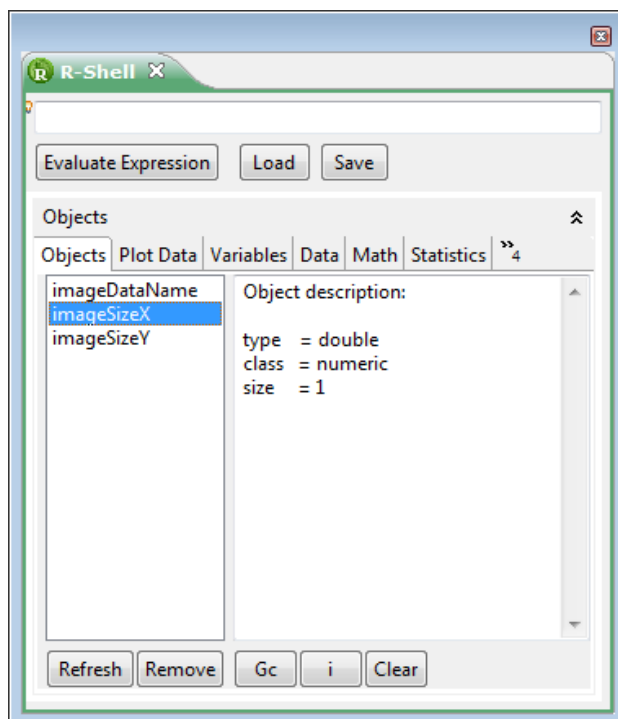 R-Shell
Evaluate Expression Load Save
Objects
Objects Plot Data Variables Data Math Statistics »4
imageDataName
imageSizeX
imageSizeY
Object description:
type = double
class = numeric
size = 1
Refresh Remove Gc i Clear